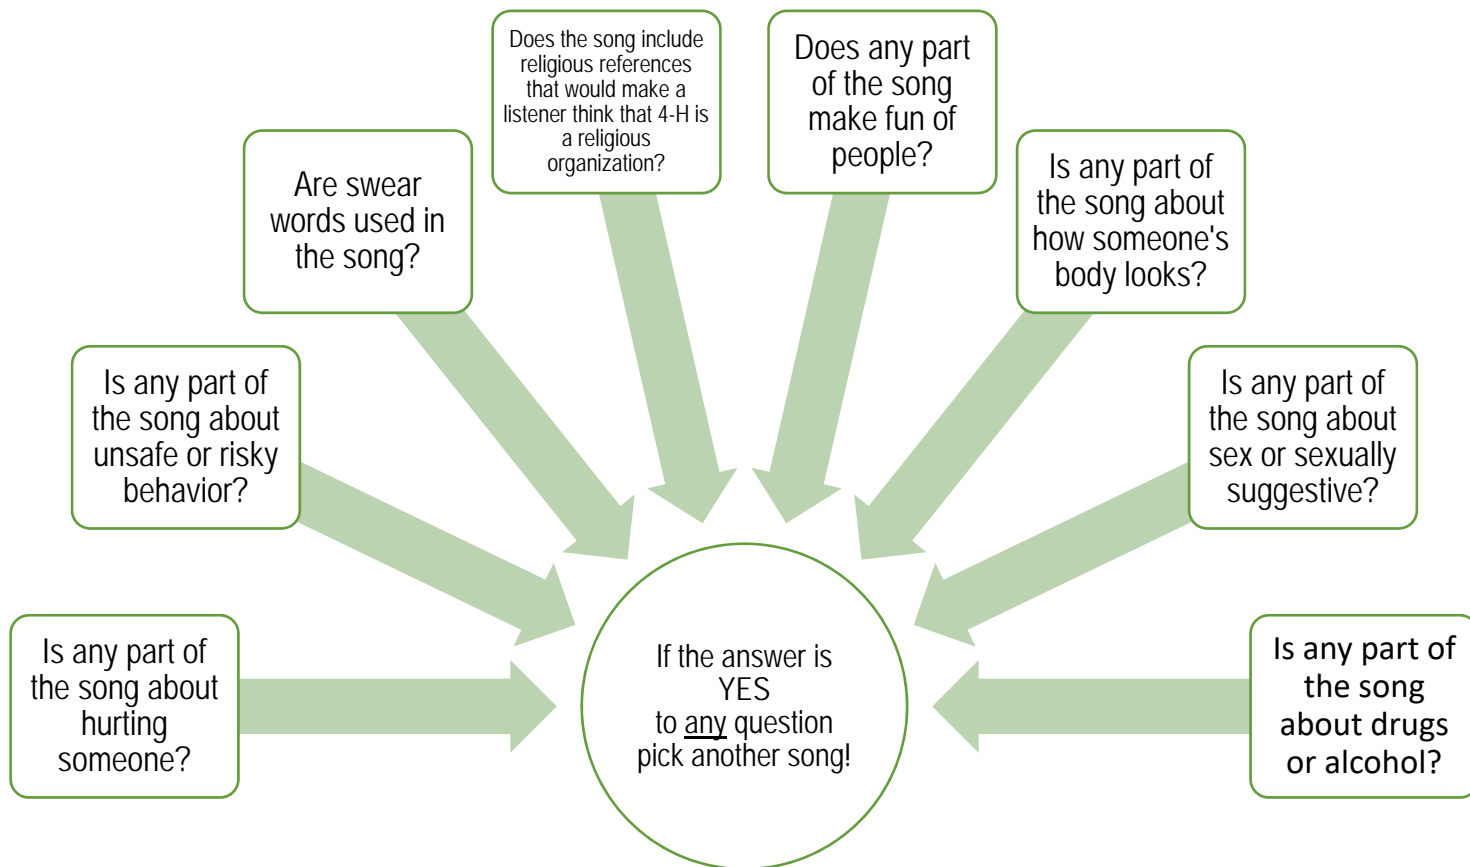 Is any part of
the song about
hurting
someone?
Is any part of
the song about
unsafe or risky
behavior?
Are swear
words used in
the song?
Does the song include
religious references
that would make a
listener think that 4-H is
a religious
organization?
Does any part
of the song
make fun of
people?
Is any part of
the song about
how someone's
body looks?
Is any part of
the song about
sex or sexually
suggestive?
Is any part of
the song
about drugs
or alcohol?
If the answer is
YES
to any question
pick another song!